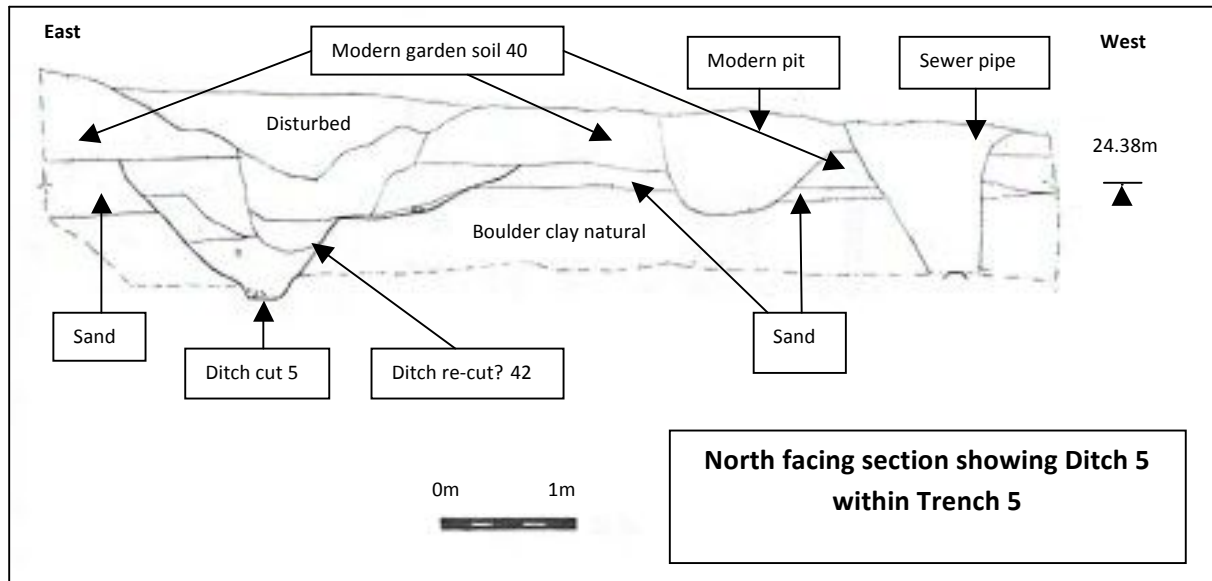 East
Modern garden soil 40
Modern pit
Sewer pipe
West
Disturbed
24.38m
Boulder clay natural
Sand
Ditch cut 5
Ditch re-cut? 42
Sand
0m 1m
North facing section showing Ditch 5
within Trench 5